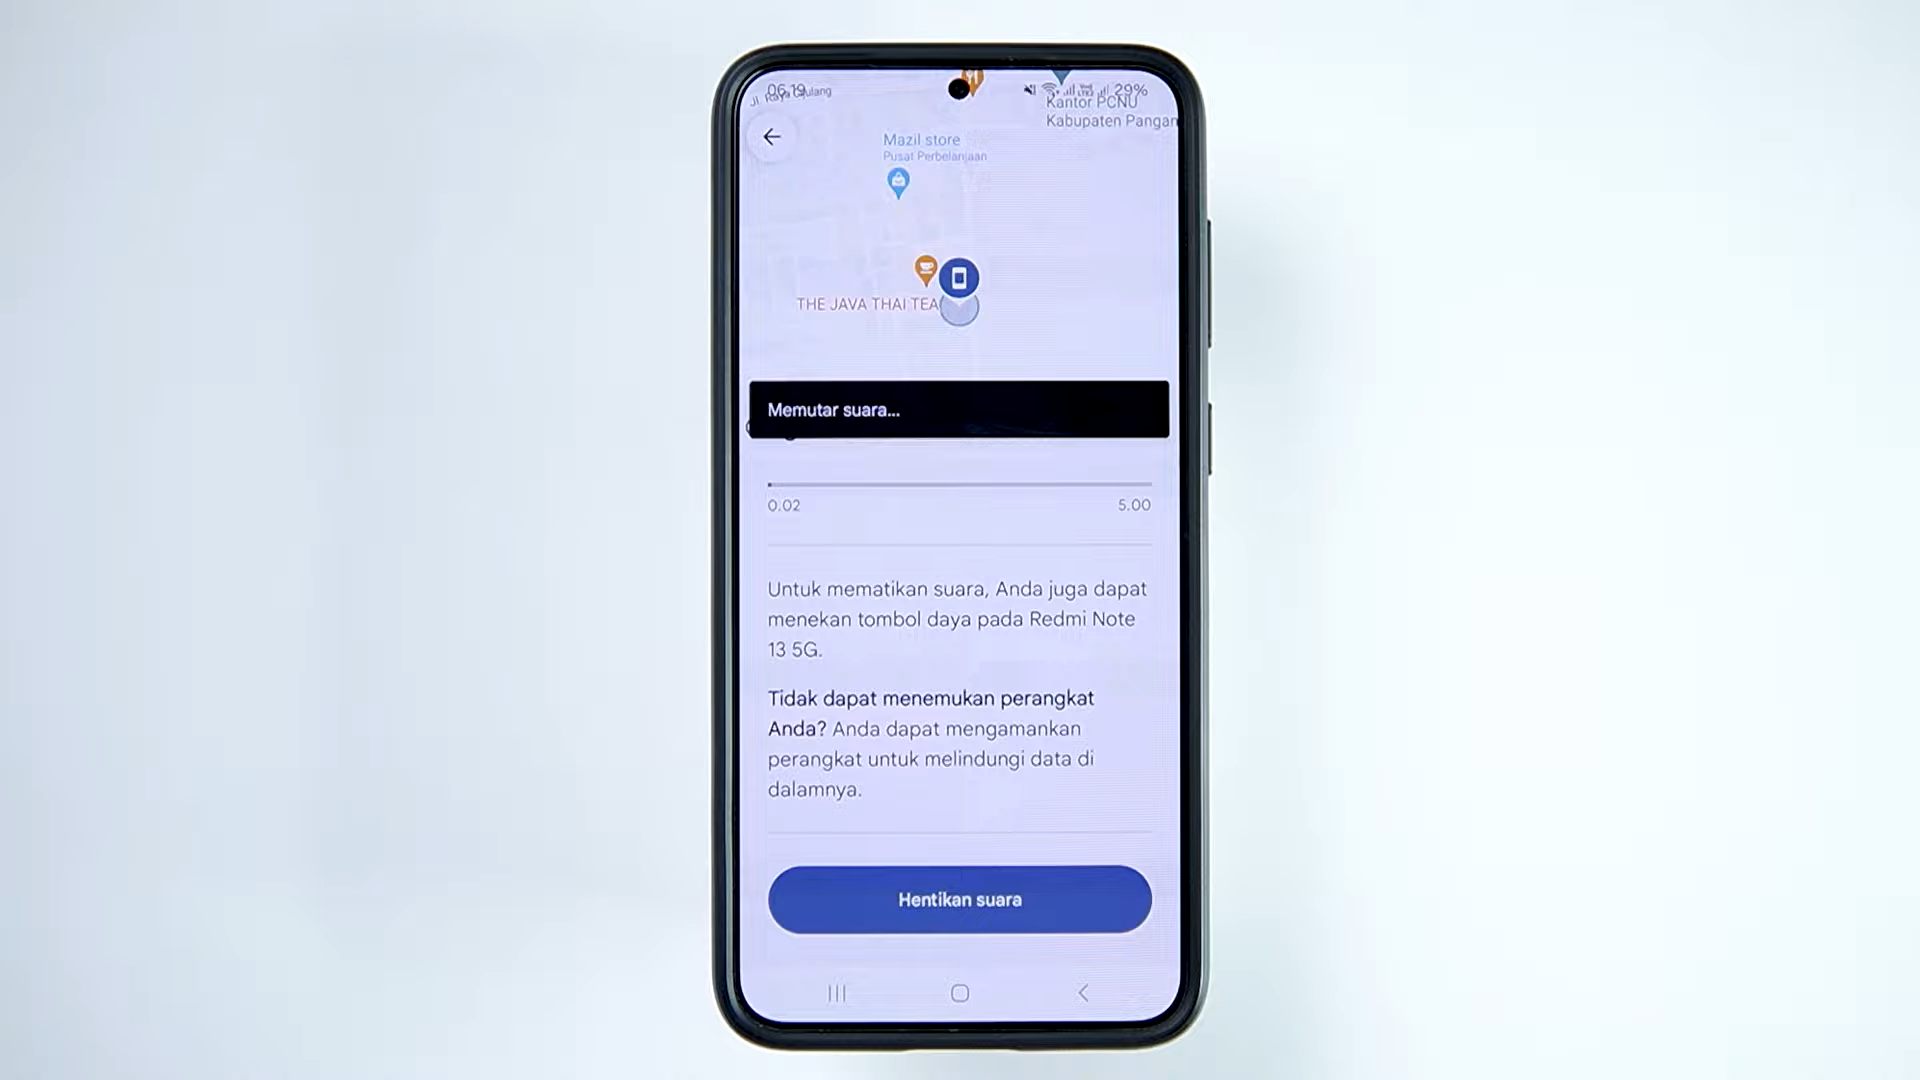 06.19
29%
Jl. Raya Cijulang
Kantor PCNU
Kabupaten Pangan
Mazil store
Pusat Perbelanjaan
THE JAVA THAI TEA
Memutar suara...
0.02
5.00
Untuk mematikan suara, Anda juga dapat
menekan tombol daya pada Redmi Note
13 5G.
Tidak dapat menemukan perangkat
Anda? Anda dapat mengamankan
perangkat untuk melindungi data di
dalamnya.
Hentikan suara